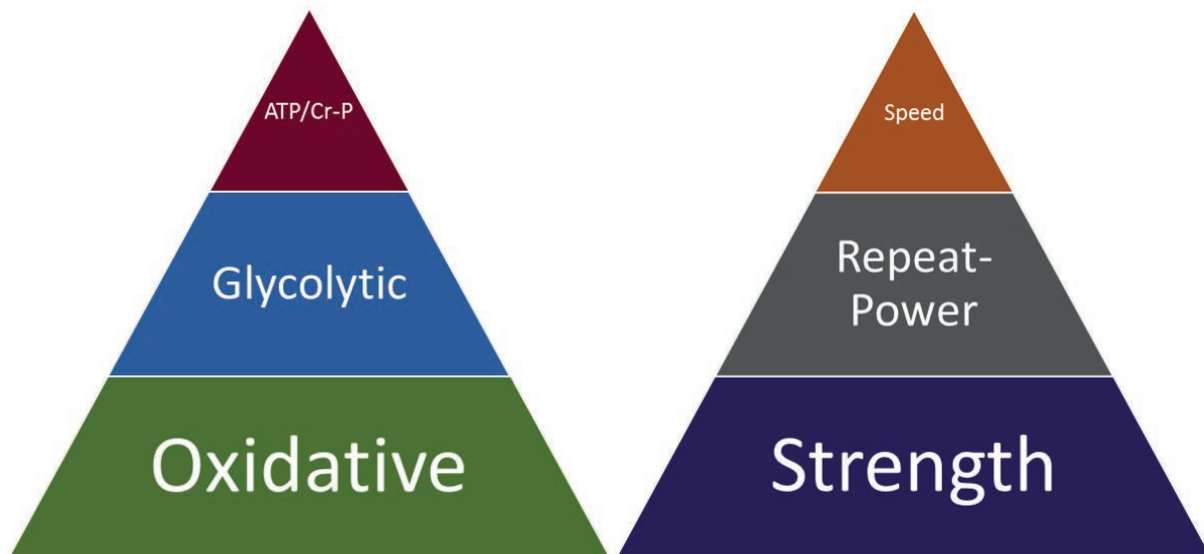 ATP/Cr-P
Glycolytic
Oxidative
Speed
Repeat-
Power
Strength